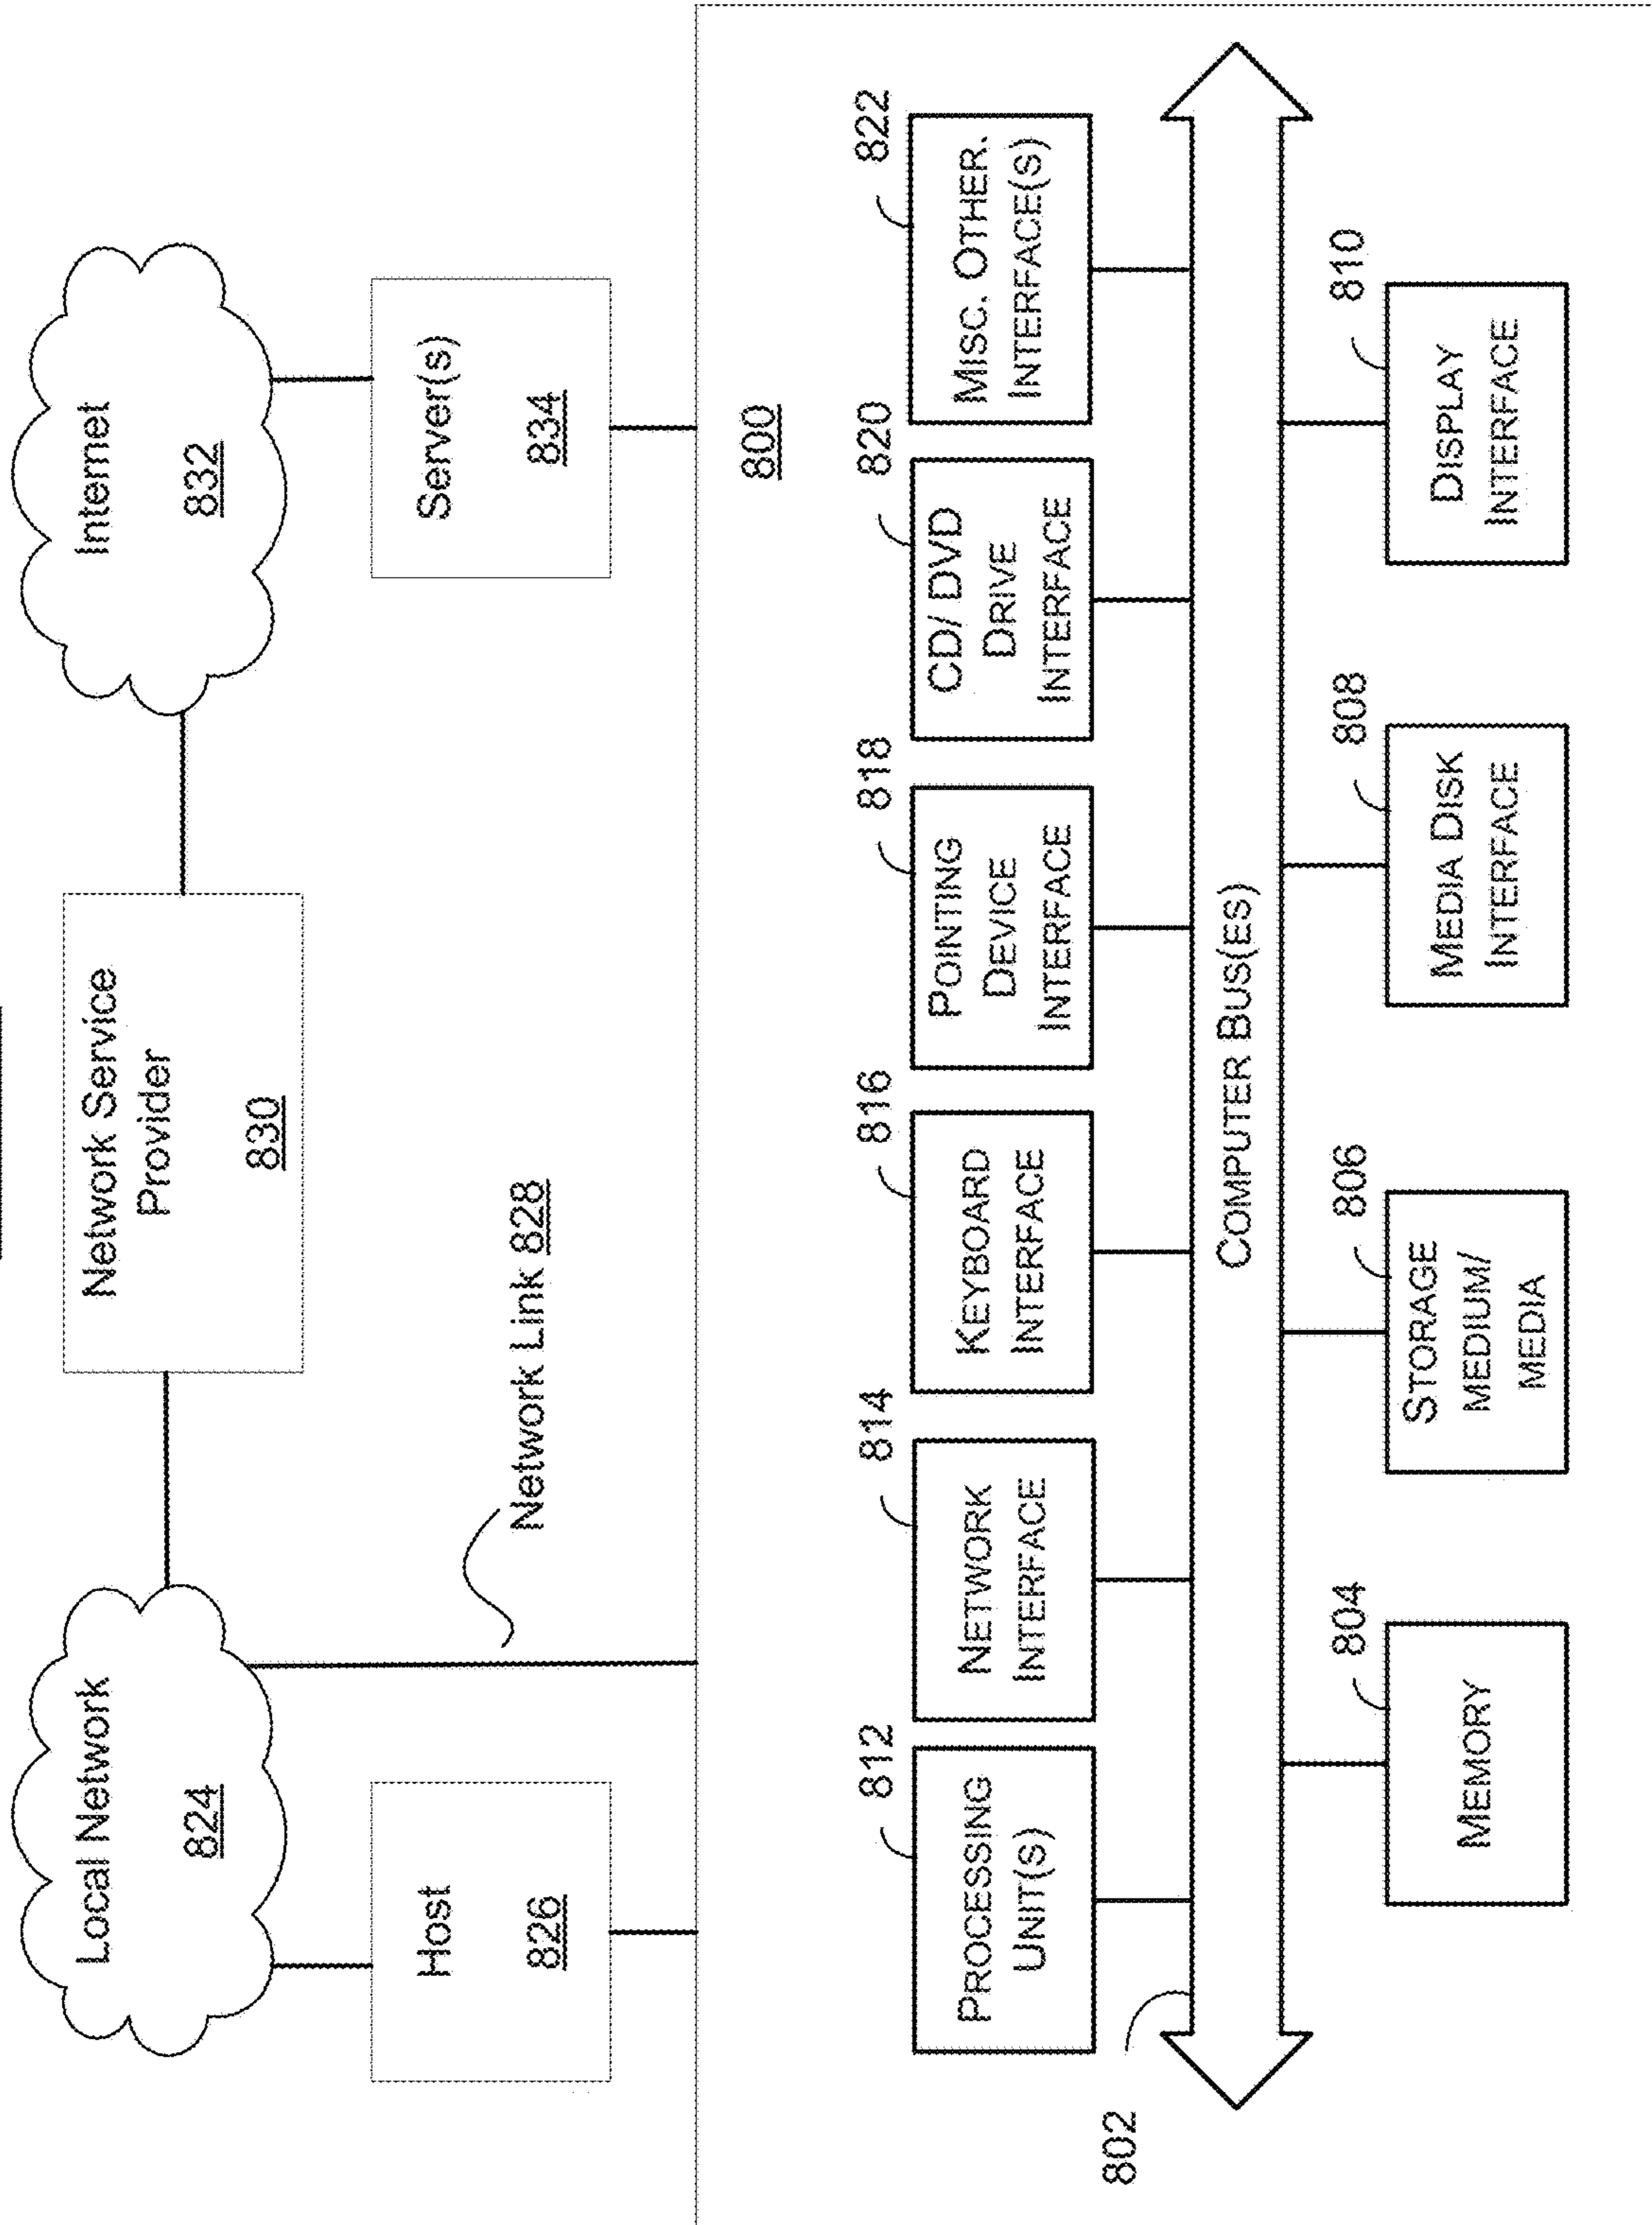 Local Network
824
Network Service
Provider
830
Internet
832
Host
826
Network Link 828
Server(s)
834
800
812
PROCESSING
UNIT(S)
814
NETWORK
INTERFACE
816
KEYBOARD
INTERFACE
818
POINTING
DEVICE
INTERFACE
820
CD/ DVD
DRIVE
INTERFACE
822
MISC. OTHER.
INTERFACE(S)
802
COMPUTER BUS(ES)
804
MEMORY
806
STORAGE
MEDIUM/
MEDIA
808
MEDIA DISK
INTERFACE
810
DISPLAY
INTERFACE